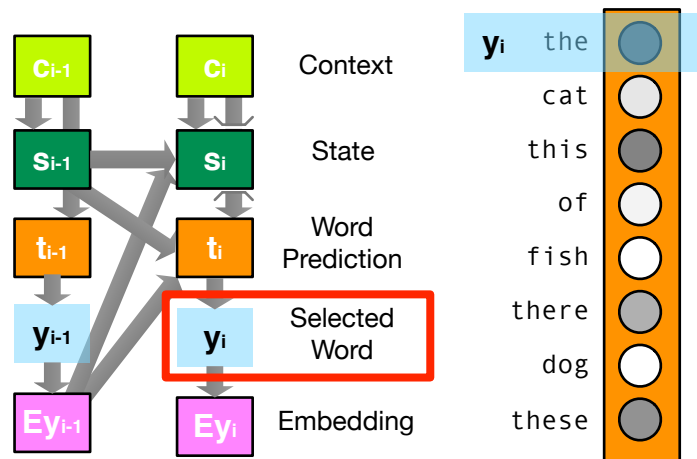 ci-1 ci Context
si-1 si State
ti-1 ti Word
Prediction
yi-1 yi Selected
Word
Eyi-1 Eyi Embedding
yi the
cat
this
of
fish
there
dog
these